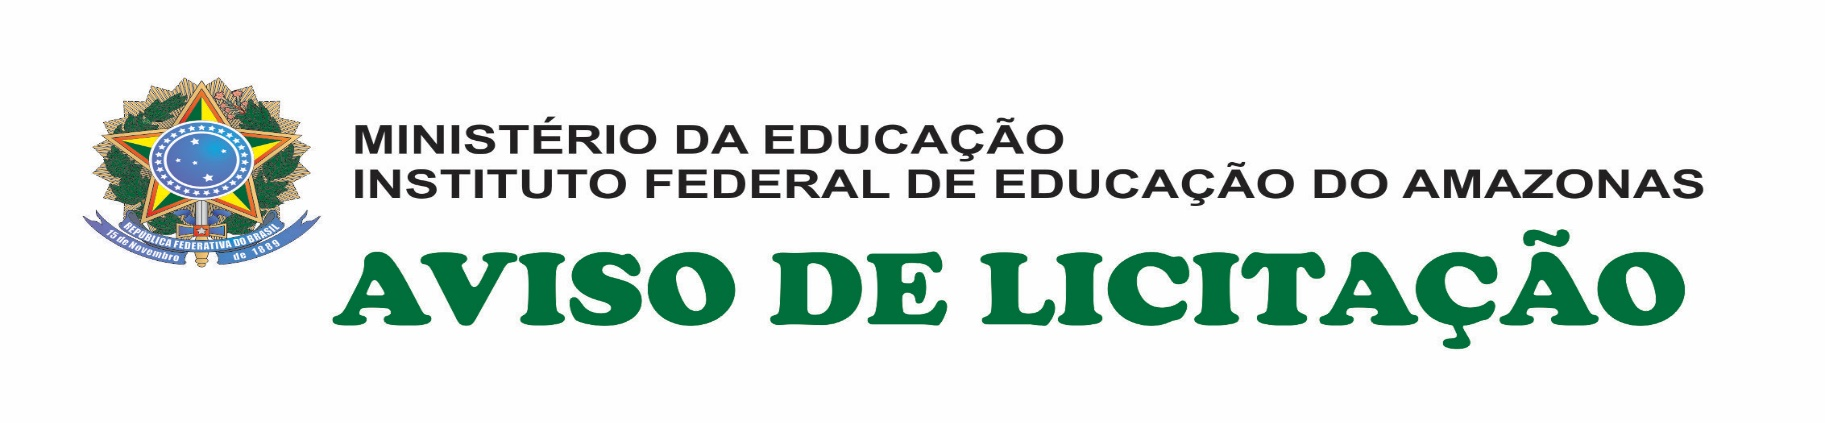 REPÚBLICA FEDERATIVA DO BRASIL
15 de Novembro de 1889
MINISTÉRIO DA EDUCAÇÃO
INSTITUTO FEDERAL DE EDUCAÇÃO DO AMAZONAS
AVISO DE LICITAÇÃO